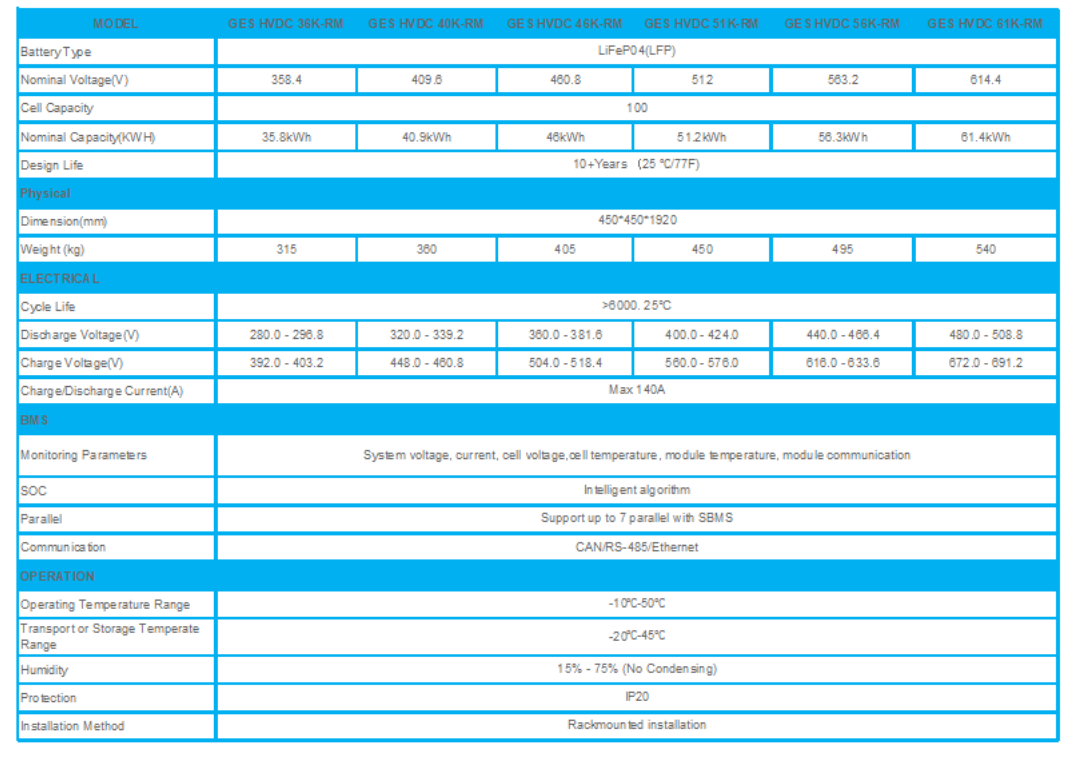 MODEL GES HVDC 36K-RM GES HVDC 40K-RM GES HVDC 46K-RM GES HVDC 51K-RM GES HVDC 56K-RM GES HVDC 61K-RM
Battery Type LiFeP04(LFP)
Nominal Voltage(V) 358.4 409.6 460.8 512 563.2 614.4
Cell Capacity 100
Nominal Capacity(KWH) 35.8kWh 40.9kWh 46kWh 51.2kWh 56.3kWh 61.4kWh
Design Life 10+Years (25 ℃/77F)
Physical
Dimension(mm) 450*450*1920
Weight (kg) 315 360 405 450 495 540
ELECTRICAL
Cycle Life >6000. 25℃
Discharge Voltage(V) 280.0 - 296.8 320.0 - 339.2 360.0 - 381.6 400.0 - 424.0 440.0 - 466.4 480.0 - 508.8
Charge Voltage(V) 392.0 - 403.2 448.0 - 460.8 504.0 - 518.4 560.0 - 576.0 616.0 - 633.6 672.0 - 691.2
Charge/Discharge Current(A) Max 140A
BMS
Monitoring Parameters System voltage, current, cell voltage,cell temperature, module temperature, module communication
SOC Intelligent algorithm
Parallel Support up to 7 parallel with SBMS
Communication CAN/RS-485/Ethernet
OPERATION
Operating Temperature Range -10℃-50℃
Transport or Storage Temperate
Range -20℃-45℃
Humidity 15% - 75% (No Condensing)
Protection IP20
Installation Method Rackmounted installation